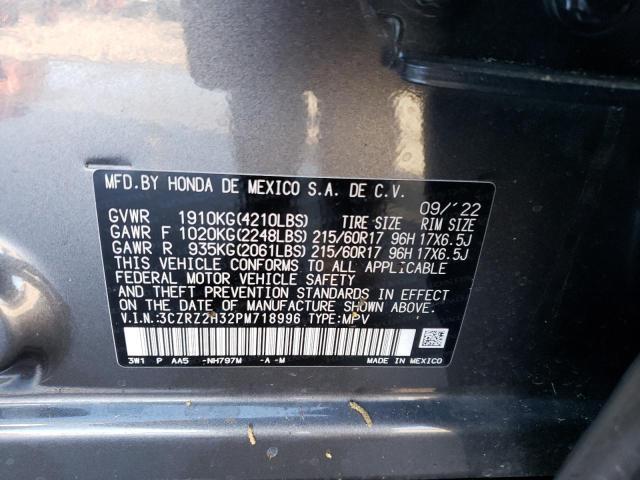 MFD.BY HONDA DE MEXICO S.A. DE C.V.
09/'22
GVWR 1910KG(4210LBS) TIRE SIZE RIM SIZE
GAWR F 1020KG(2248LBS) 215/60R17 96H 17X6.5J
GAWR R 935KG(2061LBS) 215/60R17 96H 17X6.5J
THIS VEHICLE CONFORMS TO ALL APPLICABLE
FEDERAL MOTOR VEHICLE SAFETY
AND THEFT PREVENTION STANDARDS IN EFFECT
ON THE DATE OF MANUFACTURE SHOWN ABOVE.
V.I.N.:3CZRZ2H32PM718996 TYPE:MPV
3W1 P AA5 -NH797M -A -M MADE IN MEXICO